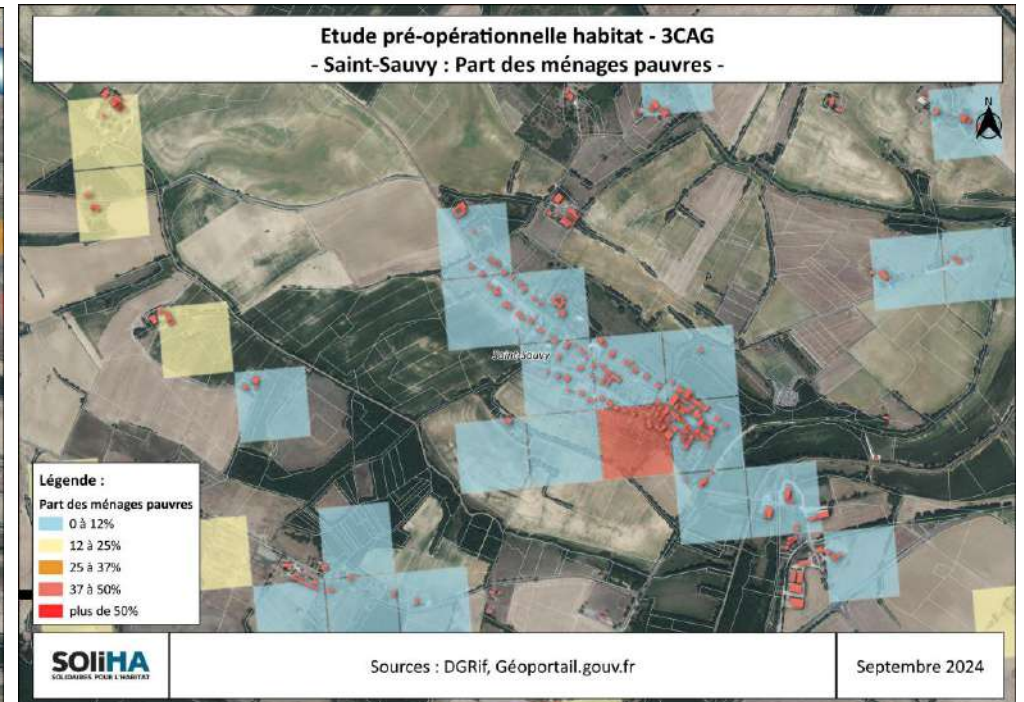 Etude pré-opérationnelle habitat - 3CAG
- Saint-Sauvy : Part des ménages pauvres -
N
Saint-Sauvy
Légende :
Part des ménages pauvres
0 à 12%
12 à 25%
25 à 37%
37 à 50%
plus de 50%
SOLiHA
SOLIDAIRES POUR L'HABITAT
Sources : DGRif, Géoportail.gouv.fr
Septembre 2024